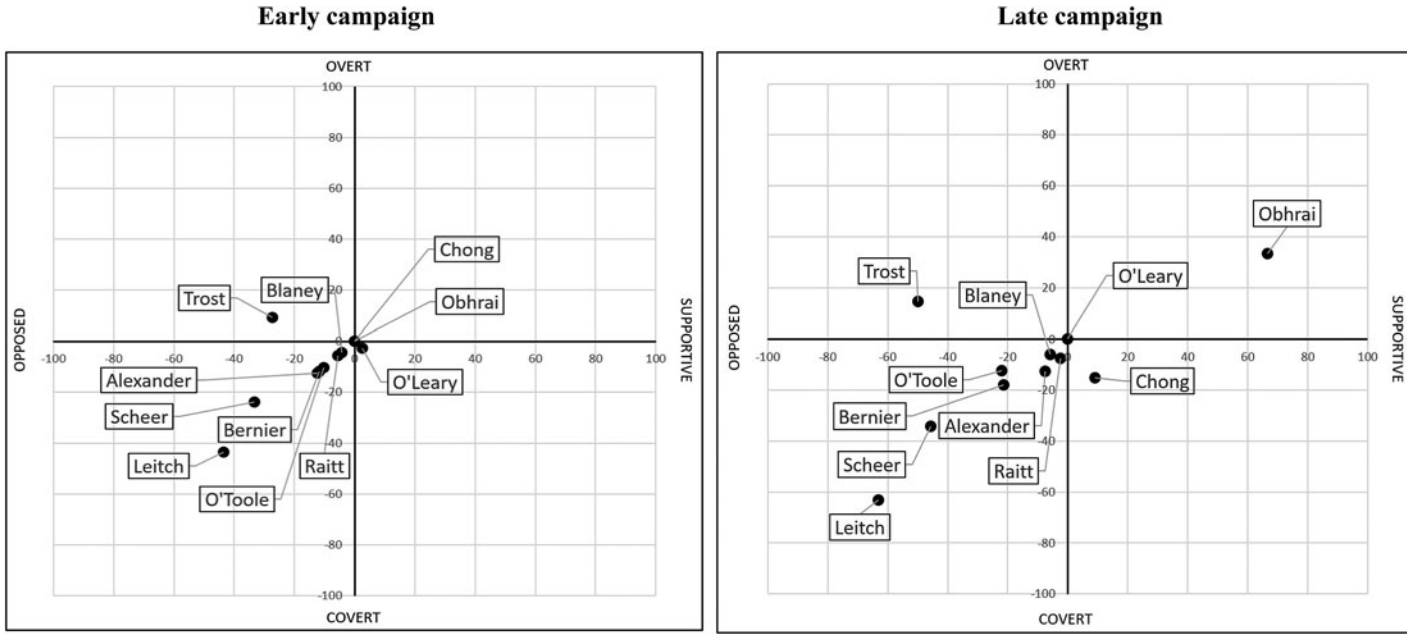 Early campaign
Late campaign
OVERT
100
80
60
40
20
-100
-80
-60
-40
-20
0
20
40
60
80
100
-20
-40
-60
-80
-100
COVERT
OPPOSED
SUPPORTIVE
Chong
Blaney
Trost
Obhrai
Alexander
O'Leary
Scheer
Bernier
Leitch
Raitt
O'Toole
OVERT
100
80
60
40
20
-100
-80
-60
-40
-20
0
20
40
60
80
100
-20
-40
-60
-80
-100
COVERT
OPPOSED
SUPPORTIVE
Obhrai
Trost
O'Leary
Blaney
O'Toole
Chong
Bernier
Alexander
Scheer
Raitt
Leitch